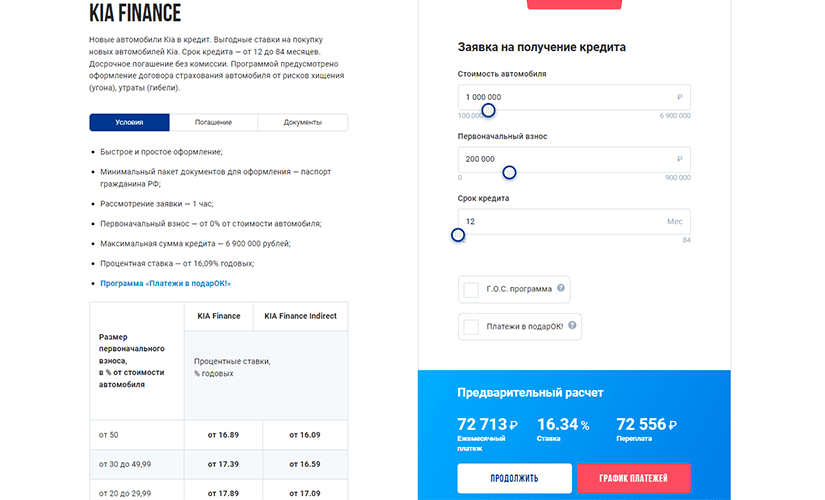 KIA FINANCE
Новые автомобили Kia в кредит. Выгодные ставки на покупку
новых автомобилей Kia. Срок кредита — от 12 до 84 месяцев.
Досрочное погашение без комиссии. Программой предусмотрено
оформление договора страхования автомобиля от рисков хищения
(угона), утраты (гибели).
Условия
Погашение
Документы
Быстрое и простое оформление;
Минимальный пакет документов для оформления — паспорт
гражданина РФ;
Рассмотрение заявки — 1 час;
Первоначальный взнос — от 0% от стоимости автомобиля;
Максимальная сумма кредита — 6 900 000 рублей;
Процентная ставка — от 16,09% годовых;
Программа «Платежи в подарОК!»
Размер
первоначального
взноса,
в % от стоимости
автомобиля
KIA Finance
KIA Finance Indirect
Процентные ставки,
% годовых
от 50
от 16.89
от 16.09
от 30 до 49,99
от 17.39
от 16.59
от 20 до 29,99
от 17.89
от 17.09
Заявка на получение кредита
Стоимость автомобиля
1 000 000 ₽
100 000
6 900 000
Первоначальный взнос
200 000 ₽
0
900 000
Срок кредита
12 Мес
84
Г.О.С. программа ?
Платежи в подарОК! ?
Предварительный расчет
72 713 ₽
Ежемесячный
платеж
16.34 %
Ставка
72 556 ₽
Переплата
ПРОДОЛЖИТЬ
ГРАФИК ПЛАТЕЖЕЙ